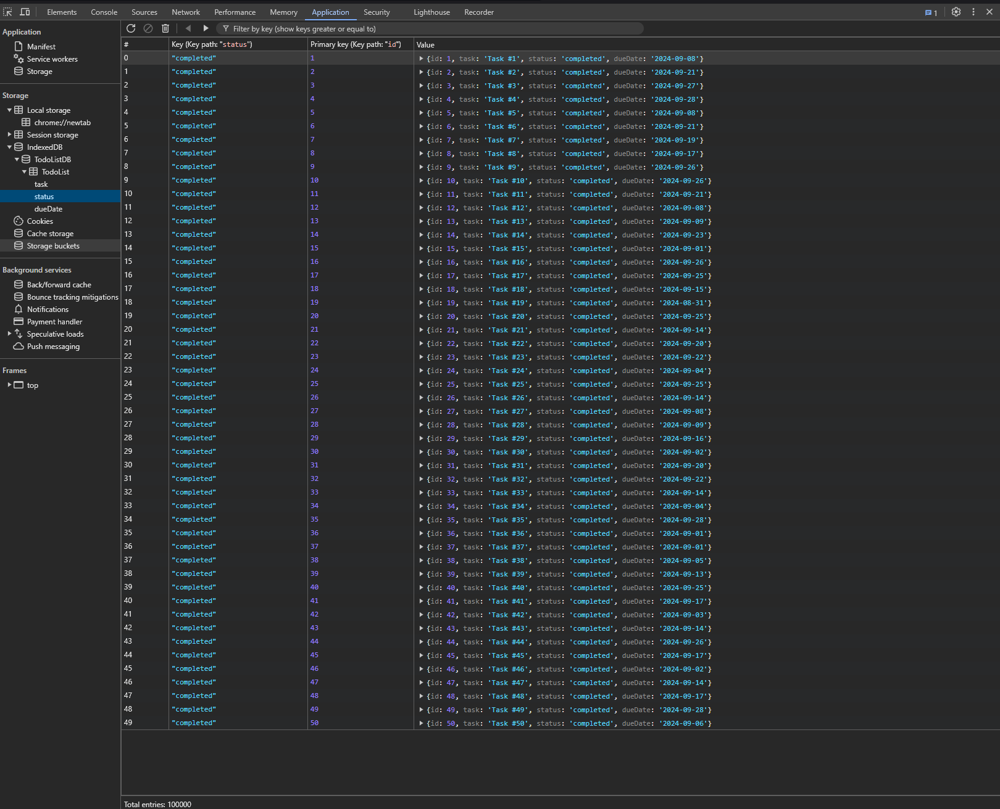 Elements Console Sources Network Performance Memory Application Security Lighthouse Recorder 1
Application
Manifest
Service workers
Storage
Storage
Local storage
chrome://newtab
Session storage
IndexedDB
TodoListDB
TodoList
task
status
dueDate
Cookies
Cache storage
Storage buckets
Background services
Back/forward cache
Bounce tracking mitigations
Notifications
Payment handler
Speculative loads
Push messaging
Frames
top
Filter by key (show keys greater or equal to)
# Key (Key path: "status") Primary key (Key path: "id") Value
0 "completed" 1 {id: 1, task: 'Task #1', status: 'completed', dueDate: '2024-09-08'}
1 "completed" 2 {id: 2, task: 'Task #2', status: 'completed', dueDate: '2024-09-21'}
2 "completed" 3 {id: 3, task: 'Task #3', status: 'completed', dueDate: '2024-09-27'}
3 "completed" 4 {id: 4, task: 'Task #4', status: 'completed', dueDate: '2024-09-28'}
4 "completed" 5 {id: 5, task: 'Task #5', status: 'completed', dueDate: '2024-09-08'}
5 "completed" 6 {id: 6, task: 'Task #6', status: 'completed', dueDate: '2024-09-21'}
6 "completed" 7 {id: 7, task: 'Task #7', status: 'completed', dueDate: '2024-09-19'}
7 "completed" 8 {id: 8, task: 'Task #8', status: 'completed', dueDate: '2024-09-17'}
8 "completed" 9 {id: 9, task: 'Task #9', status: 'completed', dueDate: '2024-09-26'}
9 "completed" 10 {id: 10, task: 'Task #10', status: 'completed', dueDate: '2024-09-26'}
10 "completed" 11 {id: 11, task: 'Task #11', status: 'completed', dueDate: '2024-09-21'}
11 "completed" 12 {id: 12, task: 'Task #12', status: 'completed', dueDate: '2024-09-08'}
12 "completed" 13 {id: 13, task: 'Task #13', status: 'completed', dueDate: '2024-09-09'}
13 "completed" 14 {id: 14, task: 'Task #14', status: 'completed', dueDate: '2024-09-23'}
14 "completed" 15 {id: 15, task: 'Task #15', status: 'completed', dueDate: '2024-09-01'}
15 "completed" 16 {id: 16, task: 'Task #16', status: 'completed', dueDate: '2024-09-26'}
16 "completed" 17 {id: 17, task: 'Task #17', status: 'completed', dueDate: '2024-09-25'}
17 "completed" 18 {id: 18, task: 'Task #18', status: 'completed', dueDate: '2024-09-15'}
18 "completed" 19 {id: 19, task: 'Task #19', status: 'completed', dueDate: '2024-08-31'}
19 "completed" 20 {id: 20, task: 'Task #20', status: 'completed', dueDate: '2024-09-25'}
20 "completed" 21 {id: 21, task: 'Task #21', status: 'completed', dueDate: '2024-09-14'}
21 "completed" 22 {id: 22, task: 'Task #22', status: 'completed', dueDate: '2024-09-20'}
22 "completed" 23 {id: 23, task: 'Task #23', status: 'completed', dueDate: '2024-09-22'}
23 "completed" 24 {id: 24, task: 'Task #24', status: 'completed', dueDate: '2024-09-04'}
24 "completed" 25 {id: 25, task: 'Task #25', status: 'completed', dueDate: '2024-09-25'}
25 "completed" 26 {id: 26, task: 'Task #26', status: 'completed', dueDate: '2024-09-14'}
26 "completed" 27 {id: 27, task: 'Task #27', status: 'completed', dueDate: '2024-09-08'}
27 "completed" 28 {id: 28, task: 'Task #28', status: 'completed', dueDate: '2024-09-09'}
28 "completed" 29 {id: 29, task: 'Task #29', status: 'completed', dueDate: '2024-09-16'}
29 "completed" 30 {id: 30, task: 'Task #30', status: 'completed', dueDate: '2024-09-02'}
30 "completed" 31 {id: 31, task: 'Task #31', status: 'completed', dueDate: '2024-09-20'}
31 "completed" 32 {id: 32, task: 'Task #32', status: 'completed', dueDate: '2024-09-22'}
32 "completed" 33 {id: 33, task: 'Task #33', status: 'completed', dueDate: '2024-09-14'}
33 "completed" 34 {id: 34, task: 'Task #34', status: 'completed', dueDate: '2024-09-04'}
34 "completed" 35 {id: 35, task: 'Task #35', status: 'completed', dueDate: '2024-09-28'}
35 "completed" 36 {id: 36, task: 'Task #36', status: 'completed', dueDate: '2024-09-01'}
36 "completed" 37 {id: 37, task: 'Task #37', status: 'completed', dueDate: '2024-09-01'}
37 "completed" 38 {id: 38, task: 'Task #38', status: 'completed', dueDate: '2024-09-05'}
38 "completed" 39 {id: 39, task: 'Task #39', status: 'completed', dueDate: '2024-09-13'}
39 "completed" 40 {id: 40, task: 'Task #40', status: 'completed', dueDate: '2024-09-25'}
40 "completed" 41 {id: 41, task: 'Task #41', status: 'completed', dueDate: '2024-09-17'}
41 "completed" 42 {id: 42, task: 'Task #42', status: 'completed', dueDate: '2024-09-03'}
42 "completed" 43 {id: 43, task: 'Task #43', status: 'completed', dueDate: '2024-09-14'}
43 "completed" 44 {id: 44, task: 'Task #44', status: 'completed', dueDate: '2024-09-26'}
44 "completed" 45 {id: 45, task: 'Task #45', status: 'completed', dueDate: '2024-09-17'}
45 "completed" 46 {id: 46, task: 'Task #46', status: 'completed', dueDate: '2024-09-02'}
46 "completed" 47 {id: 47, task: 'Task #47', status: 'completed', dueDate: '2024-09-14'}
47 "completed" 48 {id: 48, task: 'Task #48', status: 'completed', dueDate: '2024-09-17'}
48 "completed" 49 {id: 49, task: 'Task #49', status: 'completed', dueDate: '2024-09-28'}
49 "completed" 50 {id: 50, task: 'Task #50', status: 'completed', dueDate: '2024-09-06'}
Total entries: 100000